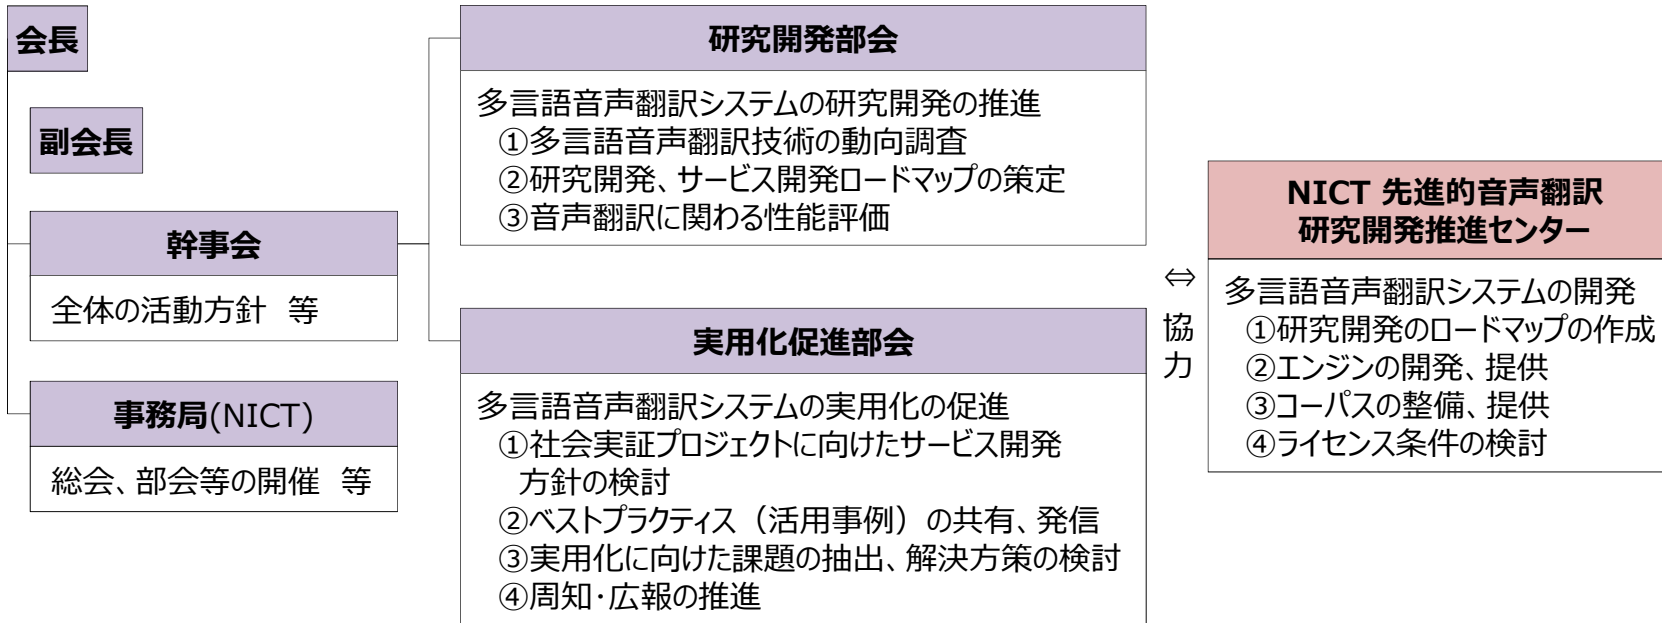 会長
副会長
幹事会
全体の活動方針 等
事務局(NICT)
総会、部会等の開催 等
研究開発部会
多言語音声翻訳システムの研究開発の推進
①多言語音声翻訳技術の動向調査
②研究開発、サービス開発ロードマップの策定
③音声翻訳に関わる性能評価
実用化促進部会
多言語音声翻訳システムの実用化の促進
①社会実証プロジェクトに向けたサービス開発
方針の検討
②ベストプラクティス（活用事例）の共有、発信
③実用化に向けた課題の抽出、解決方策の検討
④周知・広報の推進
⇔
協
力
NICT 先進的音声翻訳
研究開発推進センター
多言語音声翻訳システムの開発
①研究開発のロードマップの作成
②エンジンの開発、提供
③コーパスの整備、提供
④ライセンス条件の検討